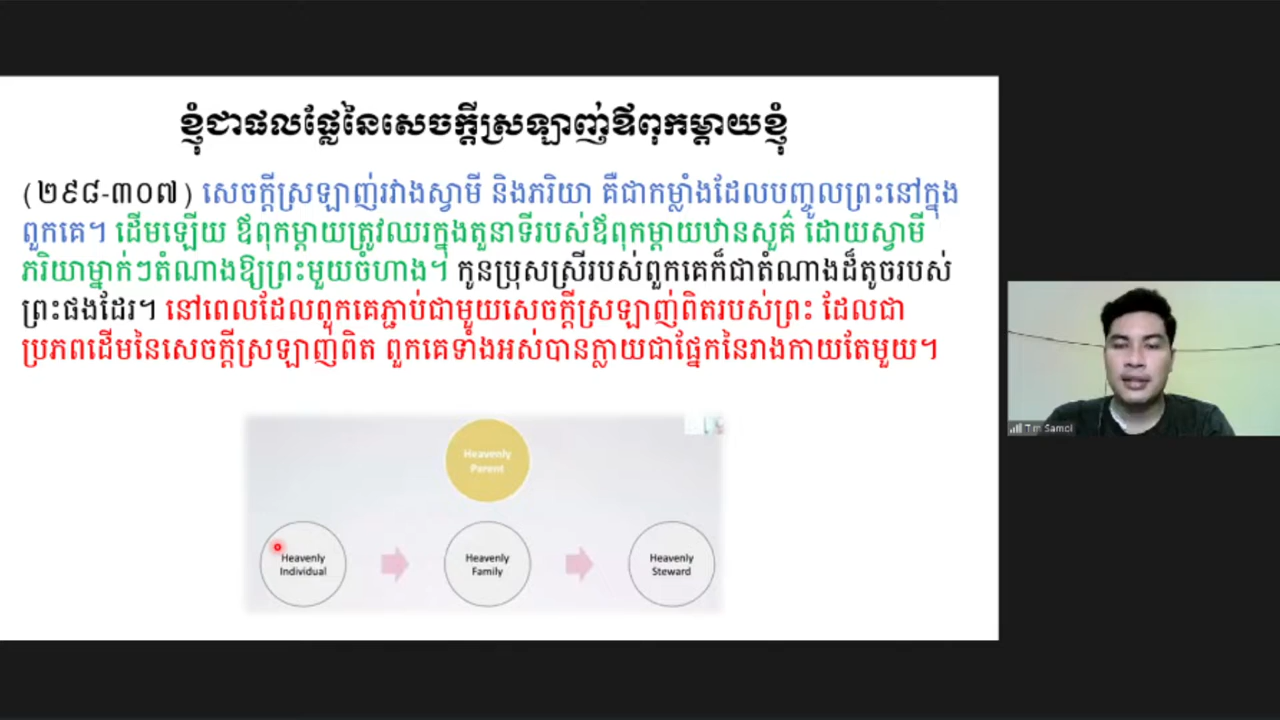 ខ្ញុំជាផលផ្លែនៃសេចក្ដីស្រឡាញ់ឪពុកម្ដាយខ្ញុំ
(២៩៨-៣០៧) សេចក្ដីស្រឡាញ់រវាងស្វាមី និងភរិយា គឺជាកម្លាំងដែលបញ្ចូលព្រះនៅក្នុង
ពួកគេ។ ដើមឡើយ ឪពុកម្ដាយត្រូវឈរក្នុងតួនាទីរបស់ឪពុកម្ដាយឋានសួគ៌ ដោយស្វាមី
ភរិយាម្នាក់ៗតំណាងឱ្យព្រះមួយចំហាង។ កូនប្រុសស្រីរបស់ពួកគេក៏ជាតំណាងដ៏តូចរបស់
ព្រះផងដែរ។ នៅពេលដែលពួកគេភ្ជាប់ជាមួយសេចក្ដីស្រឡាញ់ពិតរបស់ព្រះ ដែលជា
ប្រភពដើមនៃសេចក្ដីស្រឡាញ់ពិត ពួកគេទាំងអស់បានក្លាយជាផ្នែកនៃរាងកាយតែមួយ។
Heavenly
Parent
Heavenly
Individual
Heavenly
Family
Heavenly
Steward
Tim Samol